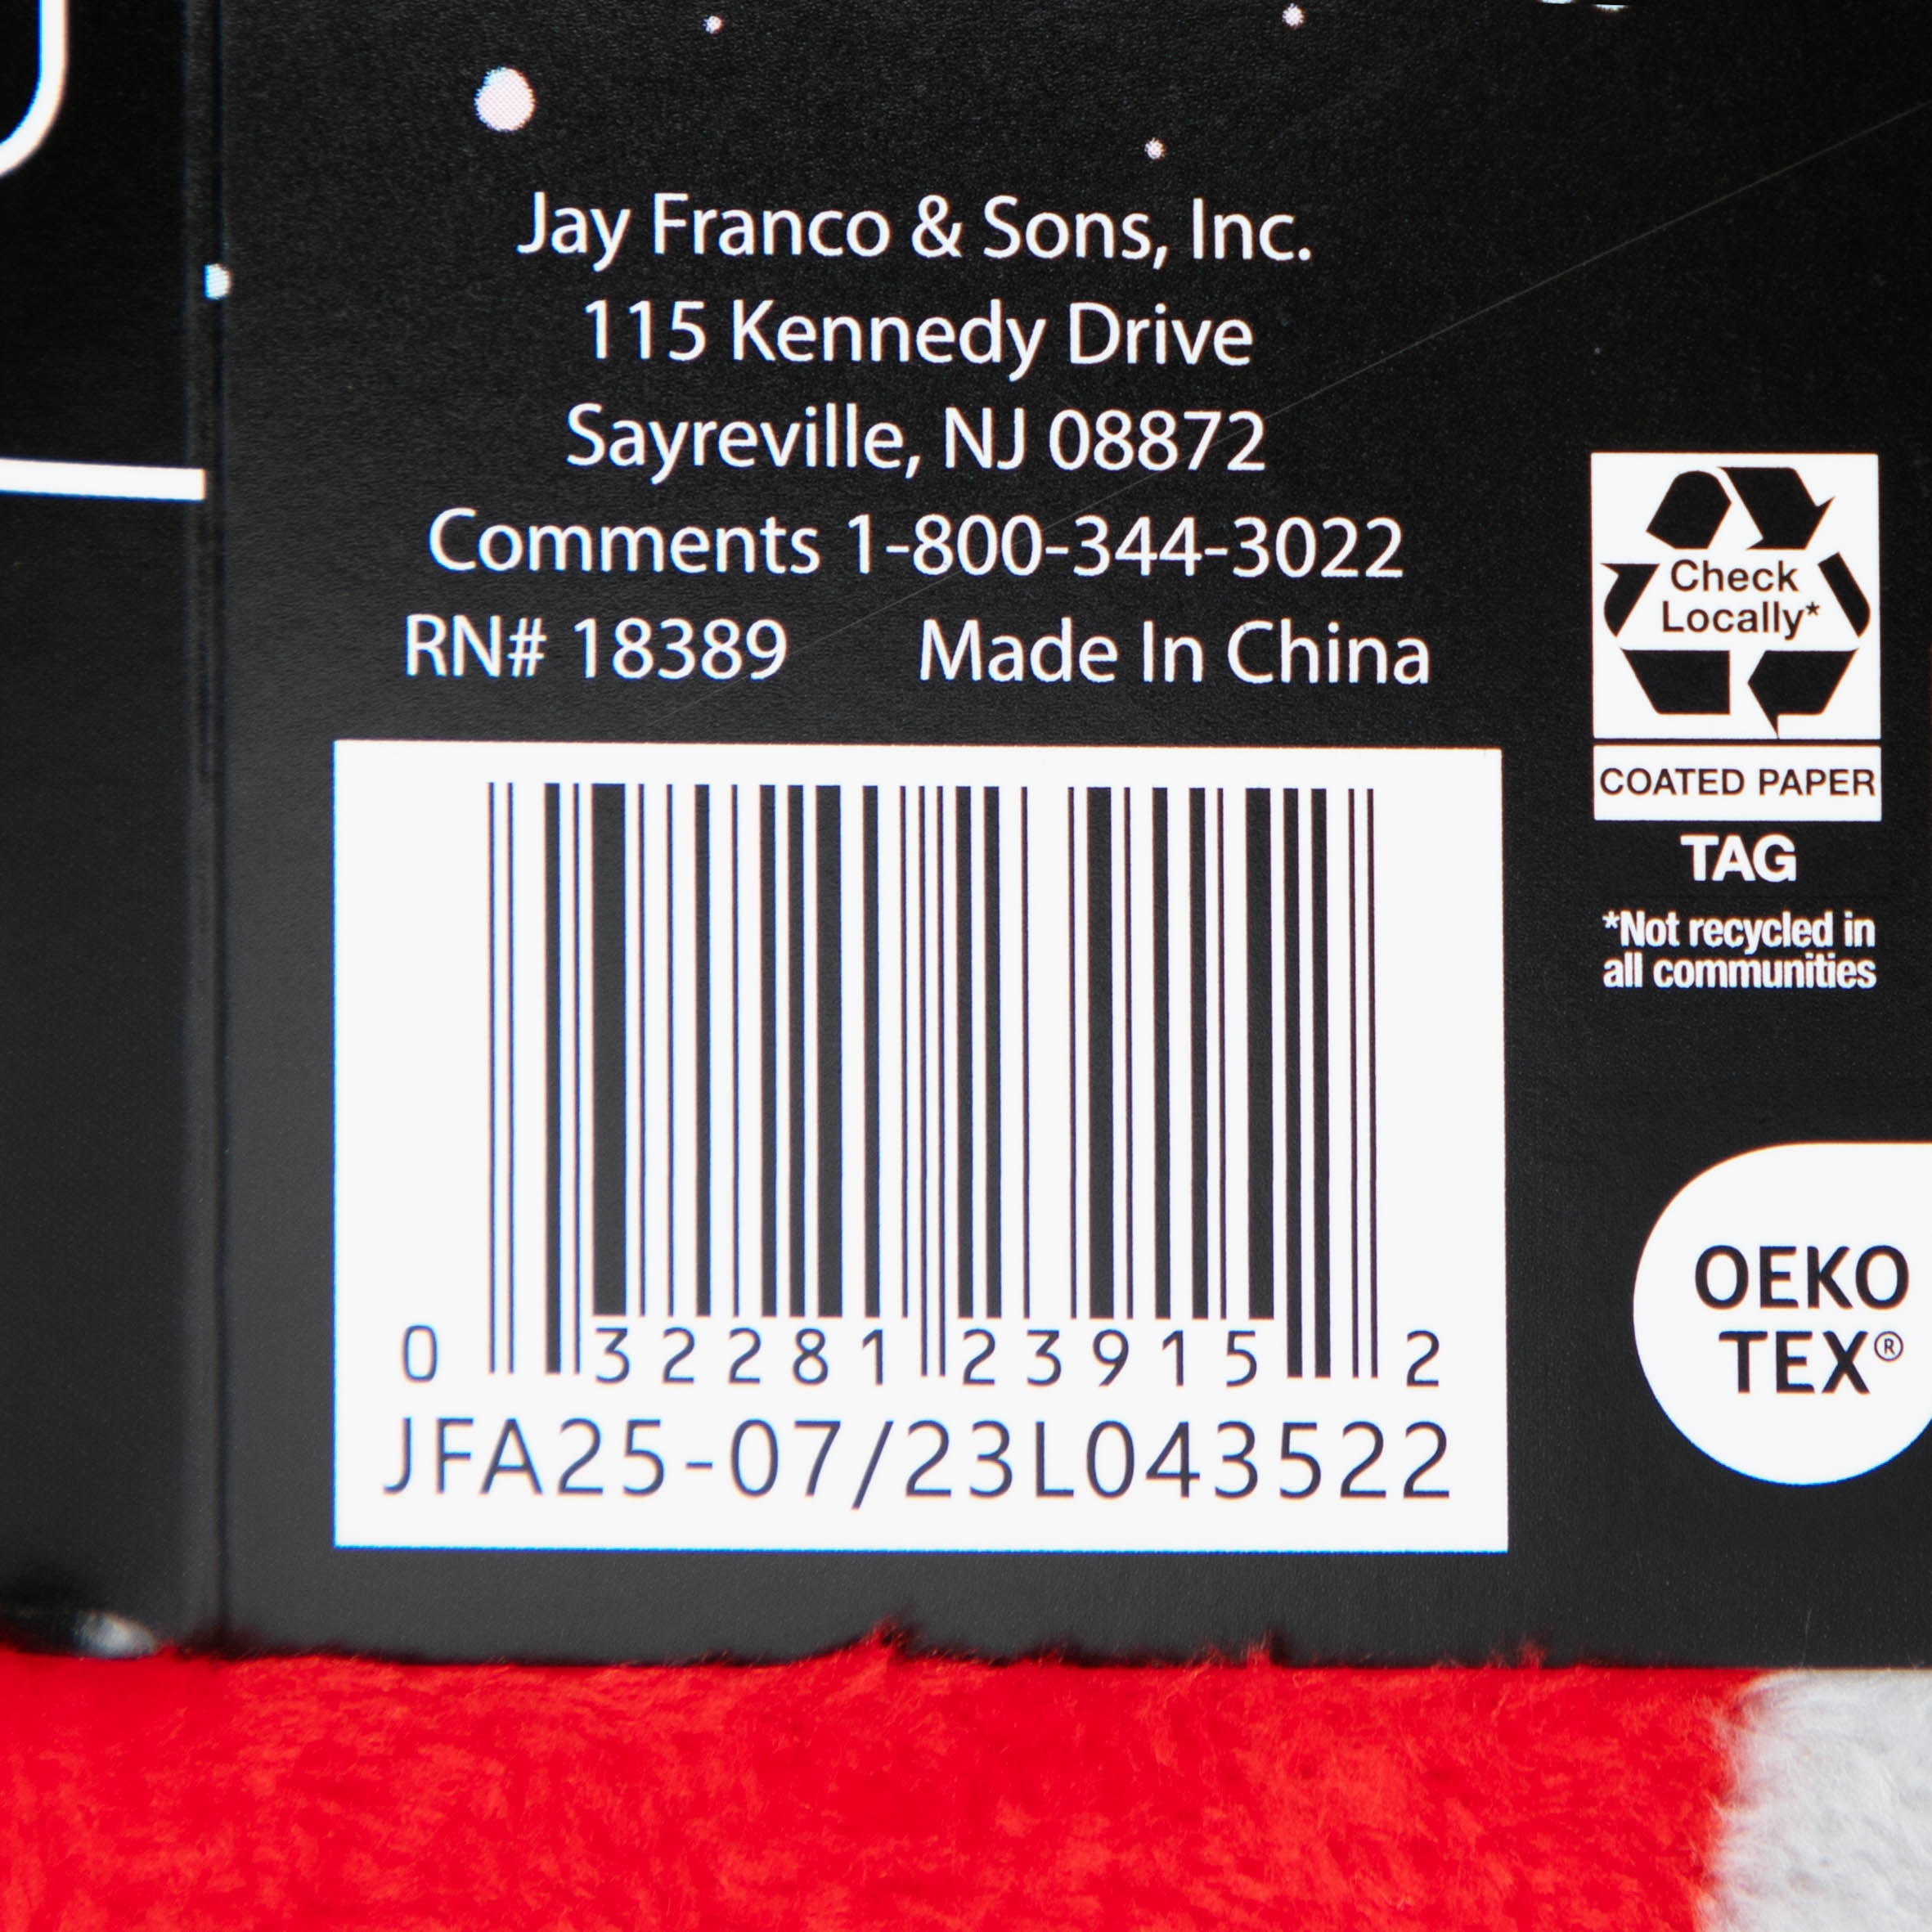 Jay Franco & Sons, Inc.
115 Kennedy Drive
Sayreville, NJ 08872
Comments 1-800-344-3022
RN# 18389 Made In China
0 32281 23915 2
JFA25-07/23L043522
Check
Locally*
COATED PAPER
TAG
*Not recycled in
all communities
OEKO
TEX®